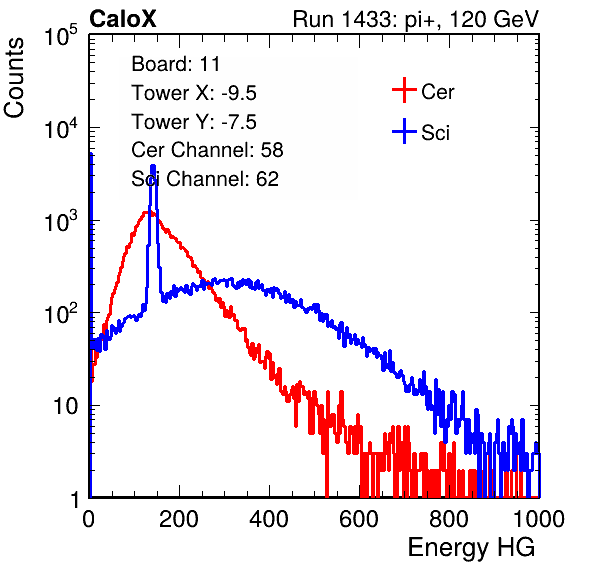 CaloX Run 1433: pi+, 120 GeV
Counts
Board: 11
Tower X: -9.5
Tower Y: -7.5
Cer Channel: 58
Sci Channel: 62
Cer
Sci
10^5
10^4
10^3
10^2
10
1
0 200 400 600 800 1000
Energy HG